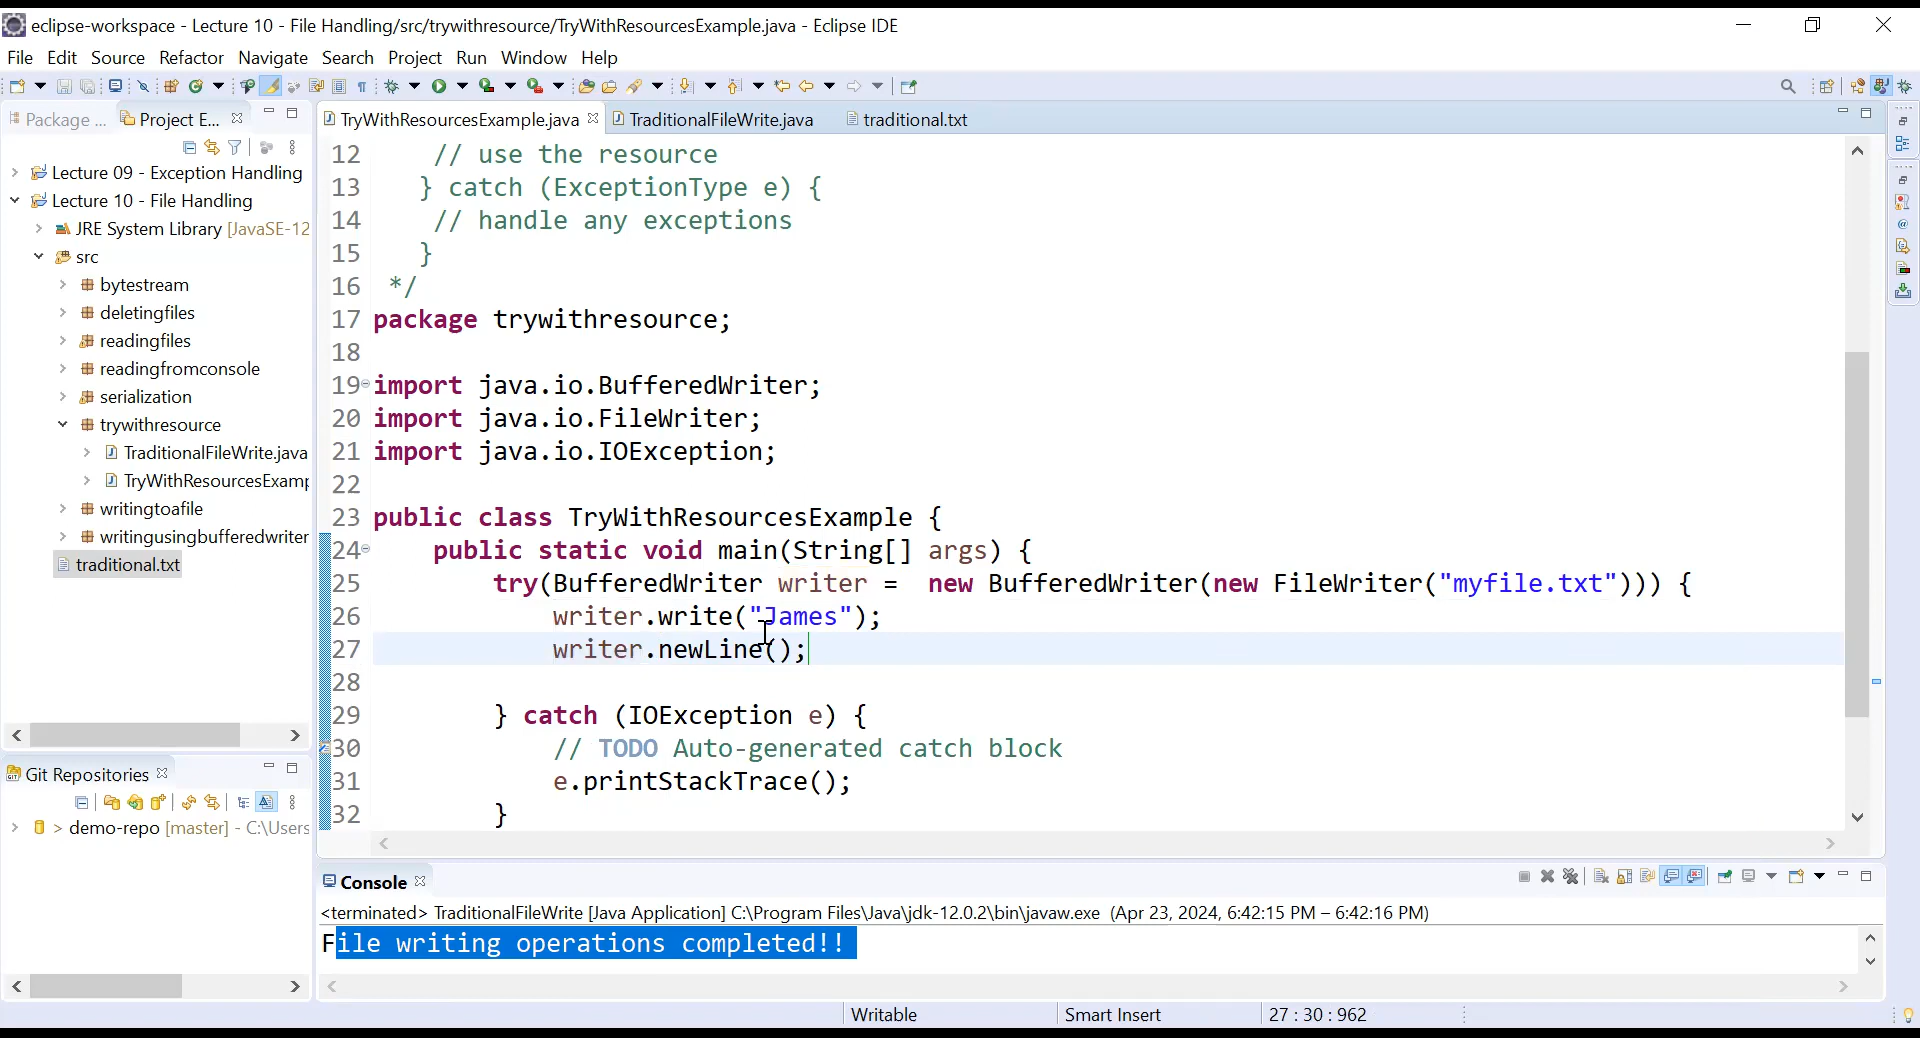 eclipse-workspace - Lecture 10 - File Handling/src/trywithresource/TryWithResourcesExample.java - Eclipse IDE
File Edit Source Refactor Navigate Search Project Run Window Help
Package ... Project E...
TryWithResourcesExample.java TraditionalFileWrite.java traditional.txt
Lecture 09 - Exception Handling
Lecture 10 - File Handling
JRE System Library [JavaSE-12
src
bytestream
deletingfiles
readingfiles
readingfromconsole
serialization
trywithresource
TraditionalFileWrite.java
TryWithResourcesExamp
writingtoafile
writingusingbufferedwriter
traditional.txt
Git Repositories
> demo-repo [master] - C:\Users
12 // use the resource
13 } catch (ExceptionType e) {
14 // handle any exceptions
15 }
16 */
17 package trywithresource;
18
19 import java.io.BufferedWriter;
20 import java.io.FileWriter;
21 import java.io.IOException;
22
23 public class TryWithResourcesExample {
24 public static void main(String[] args) {
25 try(BufferedWriter writer = new BufferedWriter(new FileWriter("myfile.txt"))) {
26 writer.write("James");
27 writer.newLine();
28
29 } catch (IOException e) {
30 // TODO Auto-generated catch block
31 e.printStackTrace();
32 }
Console
<terminated> TraditionalFileWrite [Java Application] C:\Program Files\Java\jdk-12.0.2\bin\javaw.exe (Apr 23, 2024, 6:42:15 PM – 6:42:16 PM)
File writing operations completed!!
Writable Smart Insert 27 : 30 : 962